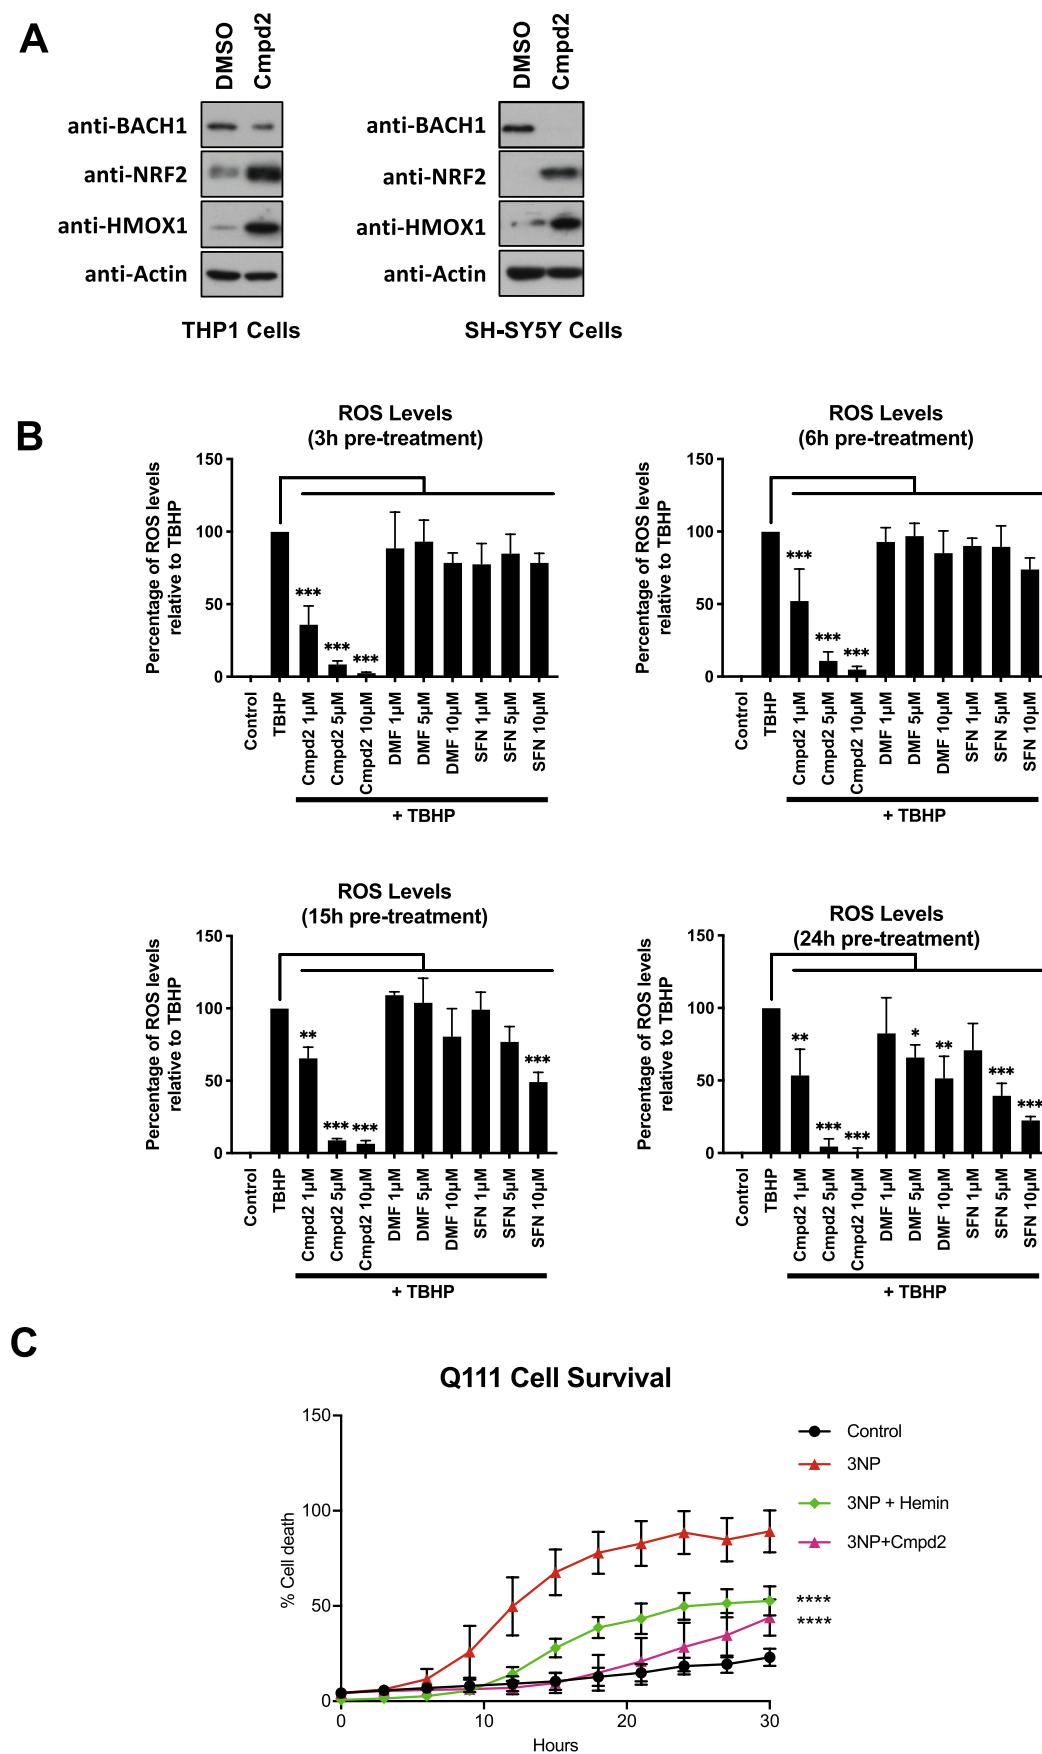 A
DMSO
Cmpd2
DMSO
Cmpd2
anti-BACH1
anti-NRF2
anti-HMOX1
anti-Actin
THP1 Cells
anti-BACH1
anti-NRF2
anti-HMOX1
anti-Actin
SH-SY5Y Cells
B
ROS Levels
(3h pre-treatment)
Percentage of ROS levels
relative to TBHP
150
100
50
0
***
***
***
Control
TBHP
Cmpd2 1µM
Cmpd2 5µM
Cmpd2 10µM
DMF 1µM
DMF 5µM
DMF 10µM
SFN 1µM
SFN 5µM
SFN 10µM
+ TBHP
ROS Levels
(6h pre-treatment)
Percentage of ROS levels
relative to TBHP
150
100
50
0
***
***
***
Control
TBHP
Cmpd2 1µM
Cmpd2 5µM
Cmpd2 10µM
DMF 1µM
DMF 5µM
DMF 10µM
SFN 1µM
SFN 5µM
SFN 10µM
+ TBHP
ROS Levels
(15h pre-treatment)
Percentage of ROS levels
relative to TBHP
150
100
50
0
**
***
***
***
Control
TBHP
Cmpd2 1µM
Cmpd2 5µM
Cmpd2 10µM
DMF 1µM
DMF 5µM
DMF 10µM
SFN 1µM
SFN 5µM
SFN 10µM
+ TBHP
ROS Levels
(24h pre-treatment)
Percentage of ROS levels
relative to TBHP
150
100
50
0
**
***
***
*
**
***
***
Control
TBHP
Cmpd2 1µM
Cmpd2 5µM
Cmpd2 10µM
DMF 1µM
DMF 5µM
DMF 10µM
SFN 1µM
SFN 5µM
SFN 10µM
+ TBHP
C
Q111 Cell Survival
% Cell death
150
100
50
0
0
10
20
30
Hours
Control
3NP
3NP + Hemin
3NP+Cmpd2
****
****